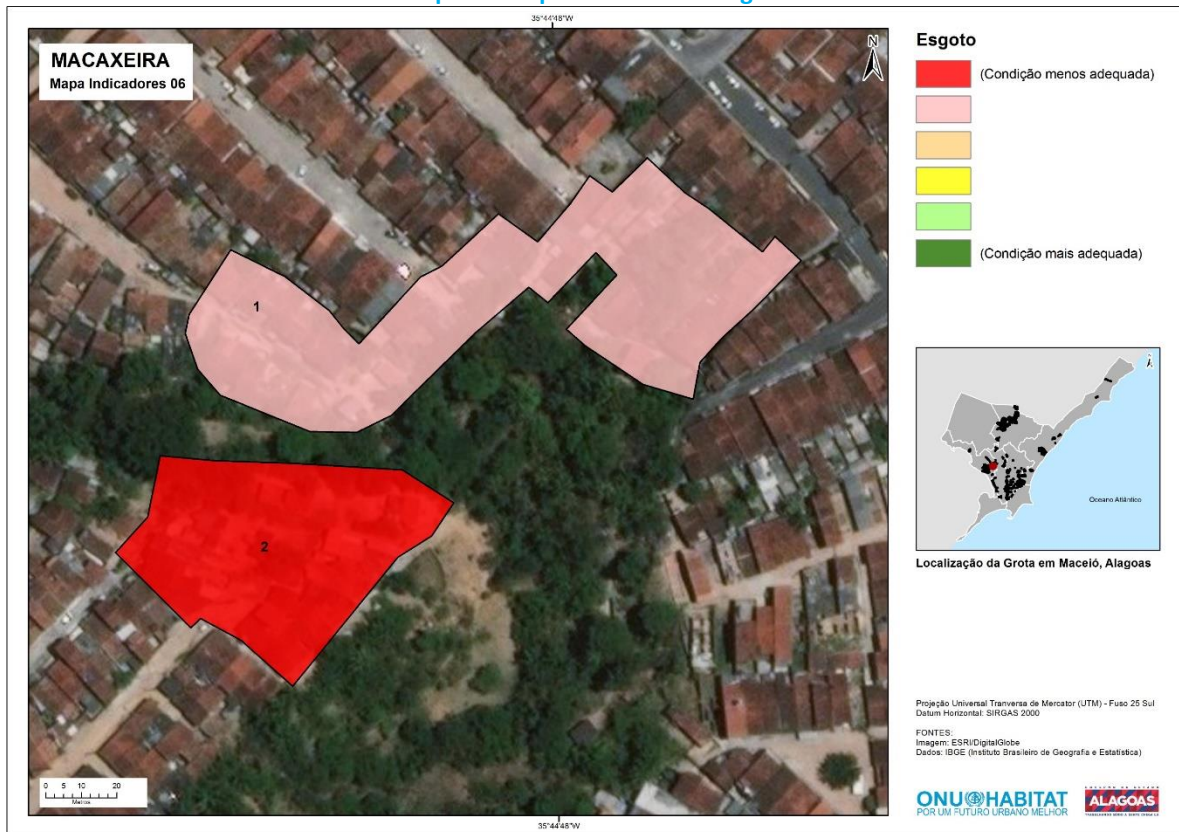 35°44'48"W
MACAXEIRA
Mapa Indicadores 06
N
1
2
0 5 10 20
Metros
35°44'48"W
Esgoto
(Condição menos adequada)
(Condição mais adequada)
Oceano Atlântico
Localização da Grota em Maceió, Alagoas
Projeção Universal Tranversa de Mercator (UTM) - Fuso 25 Sul
Datum Horizontal: SIRGAS 2000
FONTES:
Imagem: ESRI/DigitalGlobe
Dados: IBGE (Instituto Brasileiro de Geografia e Estatística)
ONU HABITAT
POR UM FUTURO URBANO MELHOR
ALAGOAS